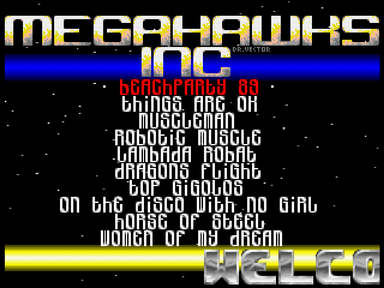 MEGAHAWKS
INC
DR.VECTOR
BEACHPARTY 89
THINGS ARE OK
MUSCLEMAN
ROBOTIC MUSCLE
LAMBADA ROBAT
DRAGONS FLIGHT
TOP GIGOLOS
ON THE DISCO WITH NO GIRL
HORSE OF STEEL
WOMEN OF MY DREAM
WELCO